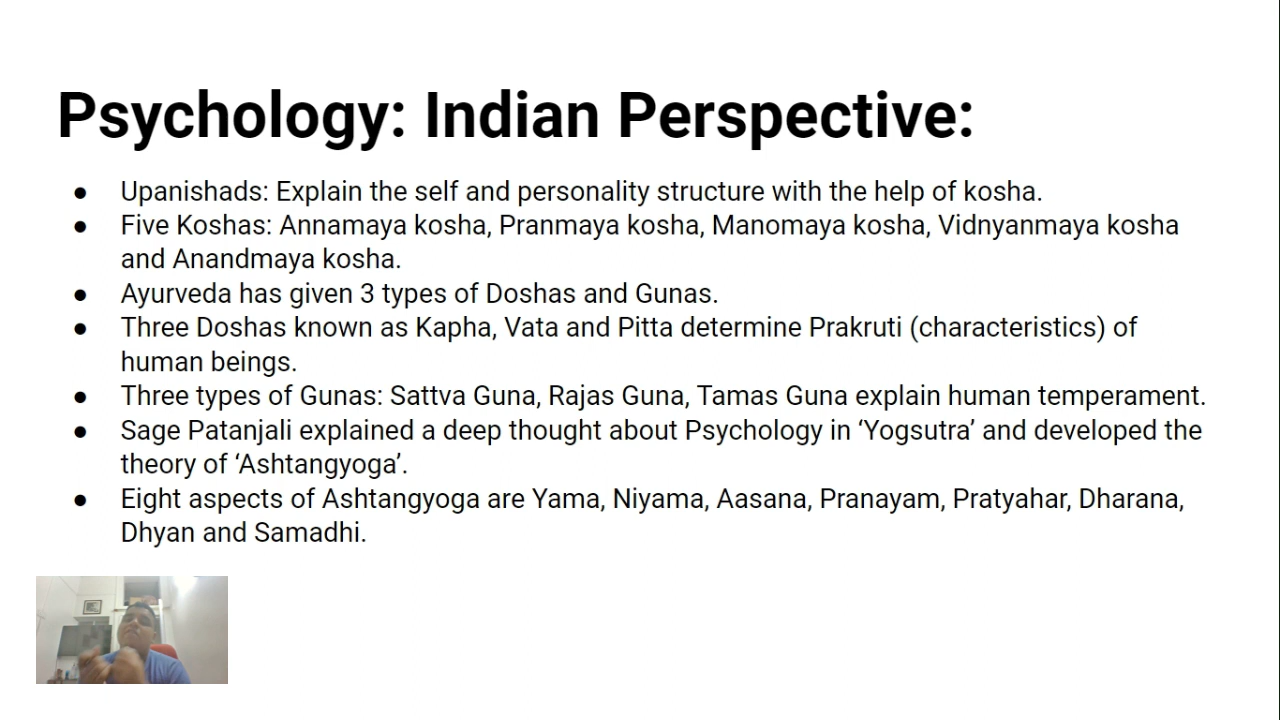 Psychology: Indian Perspective:
● Upanishads: Explain the self and personality structure with the help of kosha.
● Five Koshas: Annamaya kosha, Pranmaya kosha, Manomaya kosha, Vidnyanmaya kosha
and Anandmaya kosha.
● Ayurveda has given 3 types of Doshas and Gunas.
● Three Doshas known as Kapha, Vata and Pitta determine Prakruti (characteristics) of
human beings.
● Three types of Gunas: Sattva Guna, Rajas Guna, Tamas Guna explain human temperament.
● Sage Patanjali explained a deep thought about Psychology in ‘Yogsutra’ and developed the
theory of ‘Ashtangyoga’.
● Eight aspects of Ashtangyoga are Yama, Niyama, Aasana, Pranayam, Pratyahar, Dharana,
Dhyan and Samadhi.